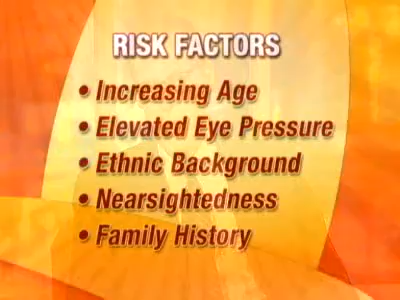 RISK FACTORS
• Increasing Age
• Elevated Eye Pressure
• Ethnic Background
• Nearsightedness
• Family History